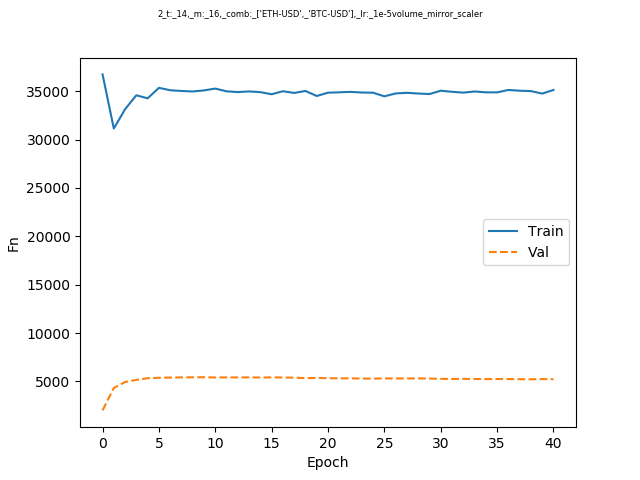 2_t:_14,_m:_16,_comb:_['ETH-USD',_'BTC-USD'],_lr:_1e-5volume_mirror_scaler
35000
30000
25000
20000
15000
10000
5000
Fn
Train
Val
0 5 10 15 20 25 30 35 40
Epoch